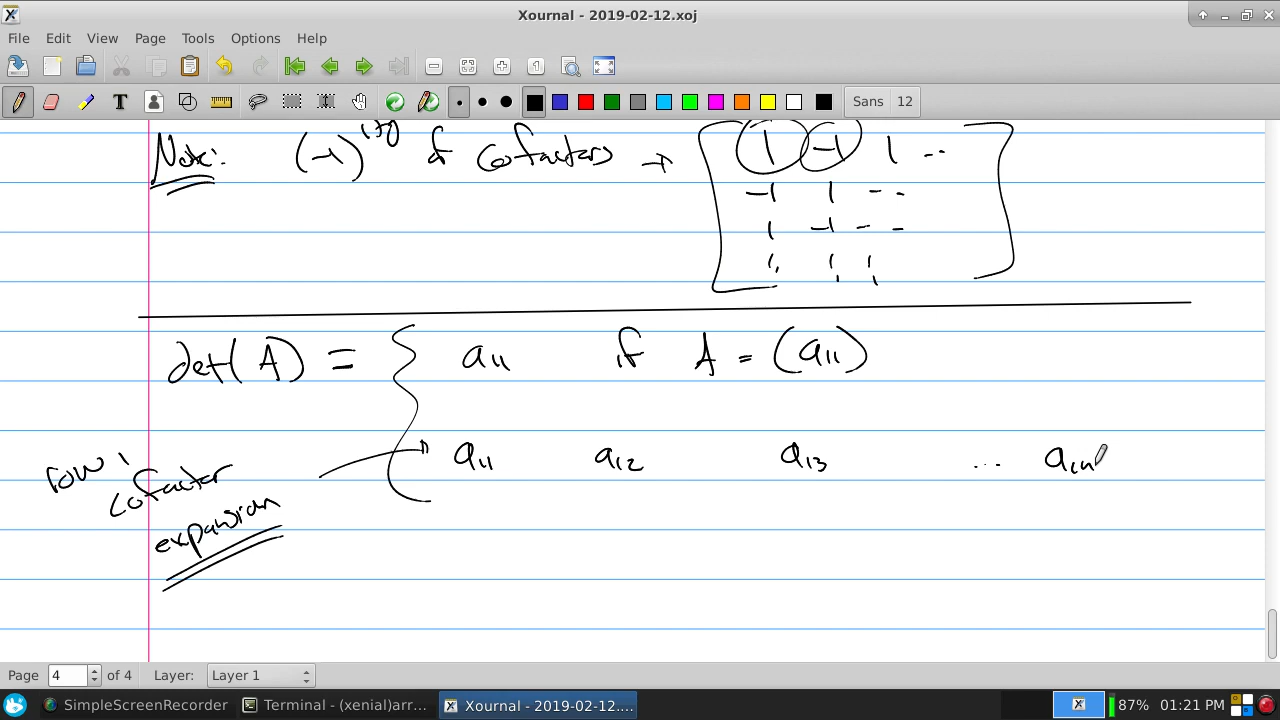 Xournal - 2019-02-12.xoj
File Edit View Page Tools Options Help
Sans 12
Note: (-1)^{i+j} of cofactors → [ 1 -1 1 --
-1 1 - -
1 -1 - -
det(A) = { a₁₁ if A = (a₁₁)
a₁₁ a₁₂ a₁₃ ... a₁ₙ
row 1
cofactor
expansion
Page 4 of 4 Layer: Layer 1
SimpleScreenRecorder Terminal - (xenial)arr... Xournal - 2019-02-12.... 87% 01:21 PM